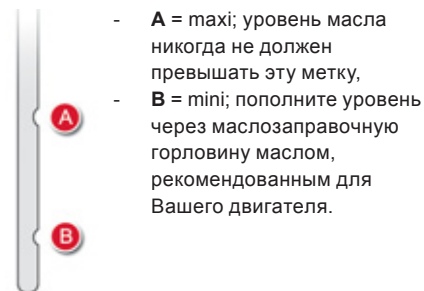 - A = maxi; уровень масла
никогда не должен
превышать эту метку,
- B = mini; пополните уровень
через маслозаправочную
горловину маслом,
рекомендованным для
Вашего двигателя.
A
B